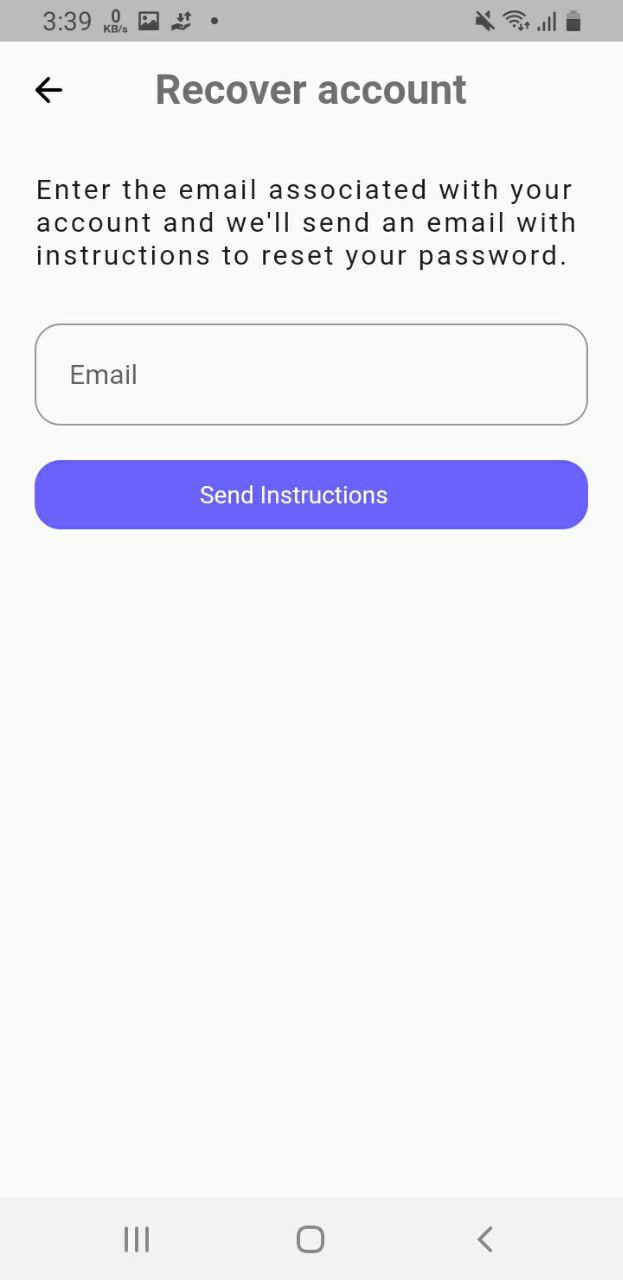 3:39 0 KB/s
Recover account
Enter the email associated with your
account and we'll send an email with
instructions to reset your password.
Email
Send Instructions